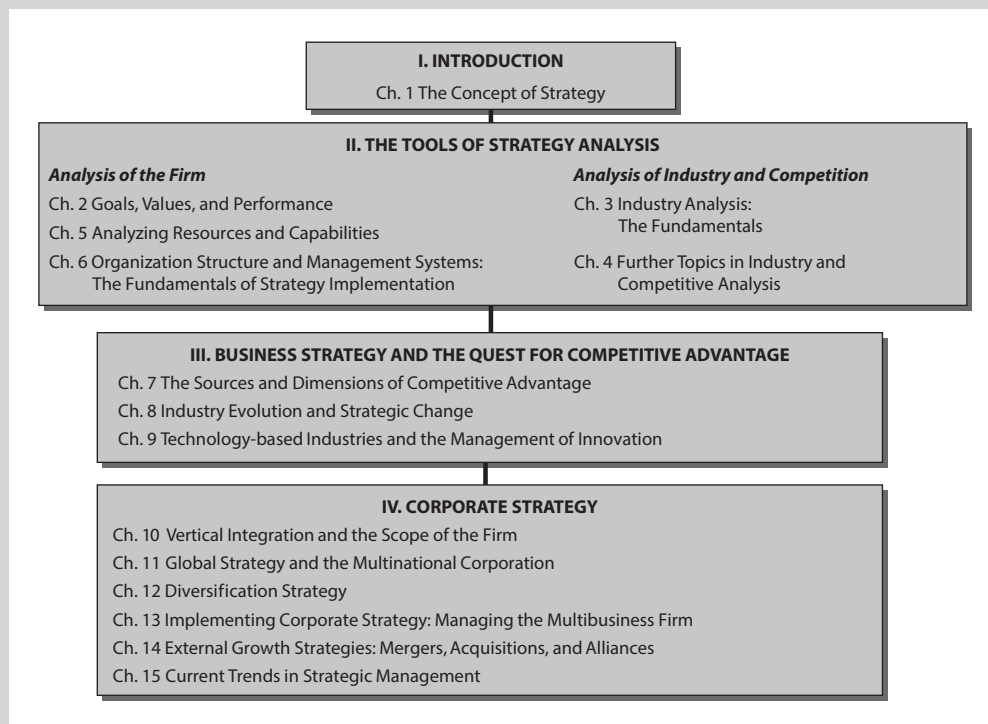 I. INTRODUCTION
Ch. 1 The Concept of Strategy
II. THE TOOLS OF STRATEGY ANALYSIS
Analysis of the Firm
Ch. 2 Goals, Values, and Performance
Ch. 5 Analyzing Resources and Capabilities
Ch. 6 Organization Structure and Management Systems:
The Fundamentals of Strategy Implementation
Analysis of Industry and Competition
Ch. 3 Industry Analysis:
The Fundamentals
Ch. 4 Further Topics in Industry and
Competitive Analysis
III. BUSINESS STRATEGY AND THE QUEST FOR COMPETITIVE ADVANTAGE
Ch. 7 The Sources and Dimensions of Competitive Advantage
Ch. 8 Industry Evolution and Strategic Change
Ch. 9 Technology-based Industries and the Management of Innovation
IV. CORPORATE STRATEGY
Ch. 10 Vertical Integration and the Scope of the Firm
Ch. 11 Global Strategy and the Multinational Corporation
Ch. 12 Diversification Strategy
Ch. 13 Implementing Corporate Strategy: Managing the Multibusiness Firm
Ch. 14 External Growth Strategies: Mergers, Acquisitions, and Alliances
Ch. 15 Current Trends in Strategic Management